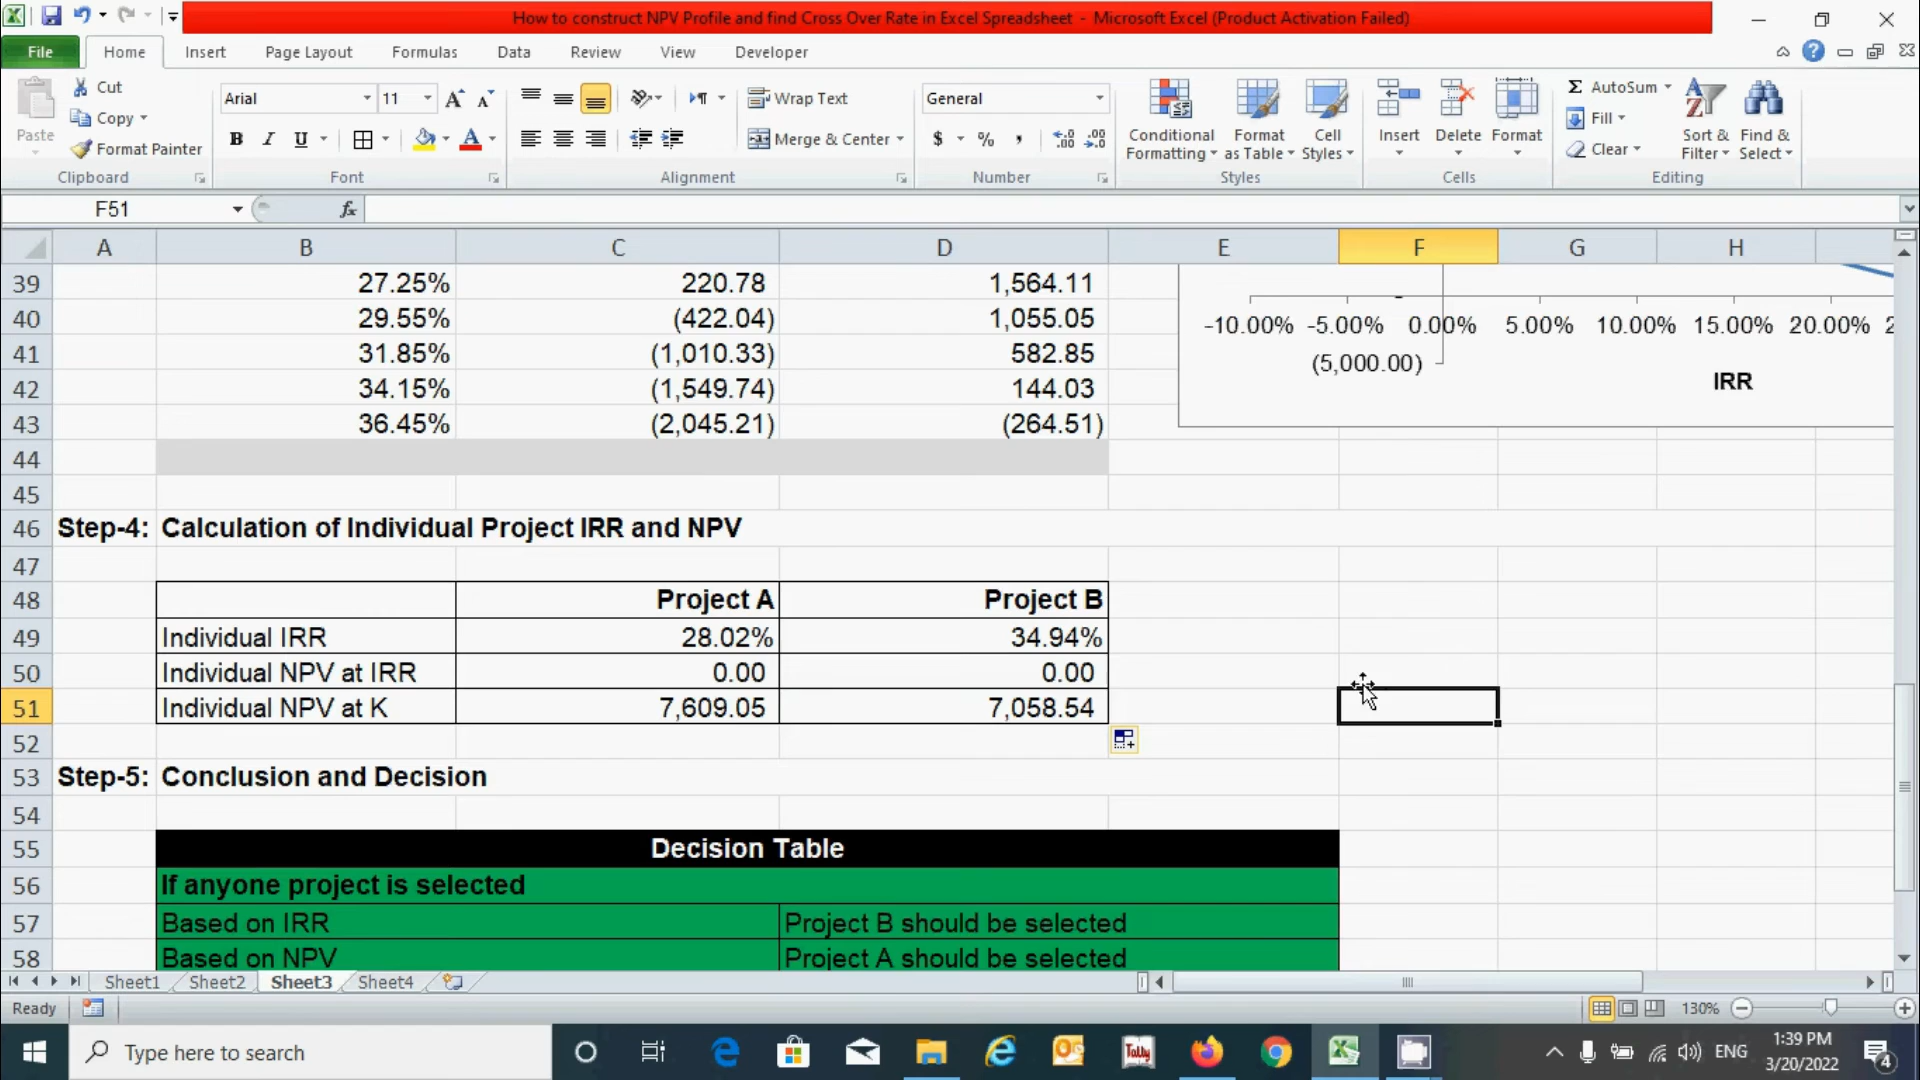 How to construct NPV Profile and find Cross Over Rate in Excel Spreadsheet - Microsoft Excel (Product Activation Failed)
File Home Insert Page Layout Formulas Data Review View Developer
Paste
Cut
Copy
Format Painter
Clipboard
Arial 11
B I U
Font
Wrap Text
Merge & Center
Alignment
General
$ % ,
Number
Conditional Formatting
Format as Table
Cell Styles
Styles
Insert Delete Format
Cells
Σ AutoSum
Fill
Clear
Sort & Filter
Find & Select
Editing
F51 fx
A B C D E F G H
39 27.25% 220.78 1,564.11
40 29.55% (422.04) 1,055.05
41 31.85% (1,010.33) 582.85
42 34.15% (1,549.74) 144.03
43 36.45% (2,045.21) (264.51)
-10.00% -5.00% 0.00% 5.00% 10.00% 15.00% 20.00% 2
(5,000.00)
IRR
44
45
46 Step-4: Calculation of Individual Project IRR and NPV
47
48 Project A Project B
49 Individual IRR 28.02% 34.94%
50 Individual NPV at IRR 0.00 0.00
51 Individual NPV at K 7,609.05 7,058.54
52
53 Step-5: Conclusion and Decision
54
55 Decision Table
56 If anyone project is selected
57 Based on IRR Project B should be selected
58 Based on NPV Project A should be selected
Sheet1 Sheet2 Sheet3 Sheet4
Ready 130%
Type here to search
Tally
ENG
1:39 PM
3/20/2022
4